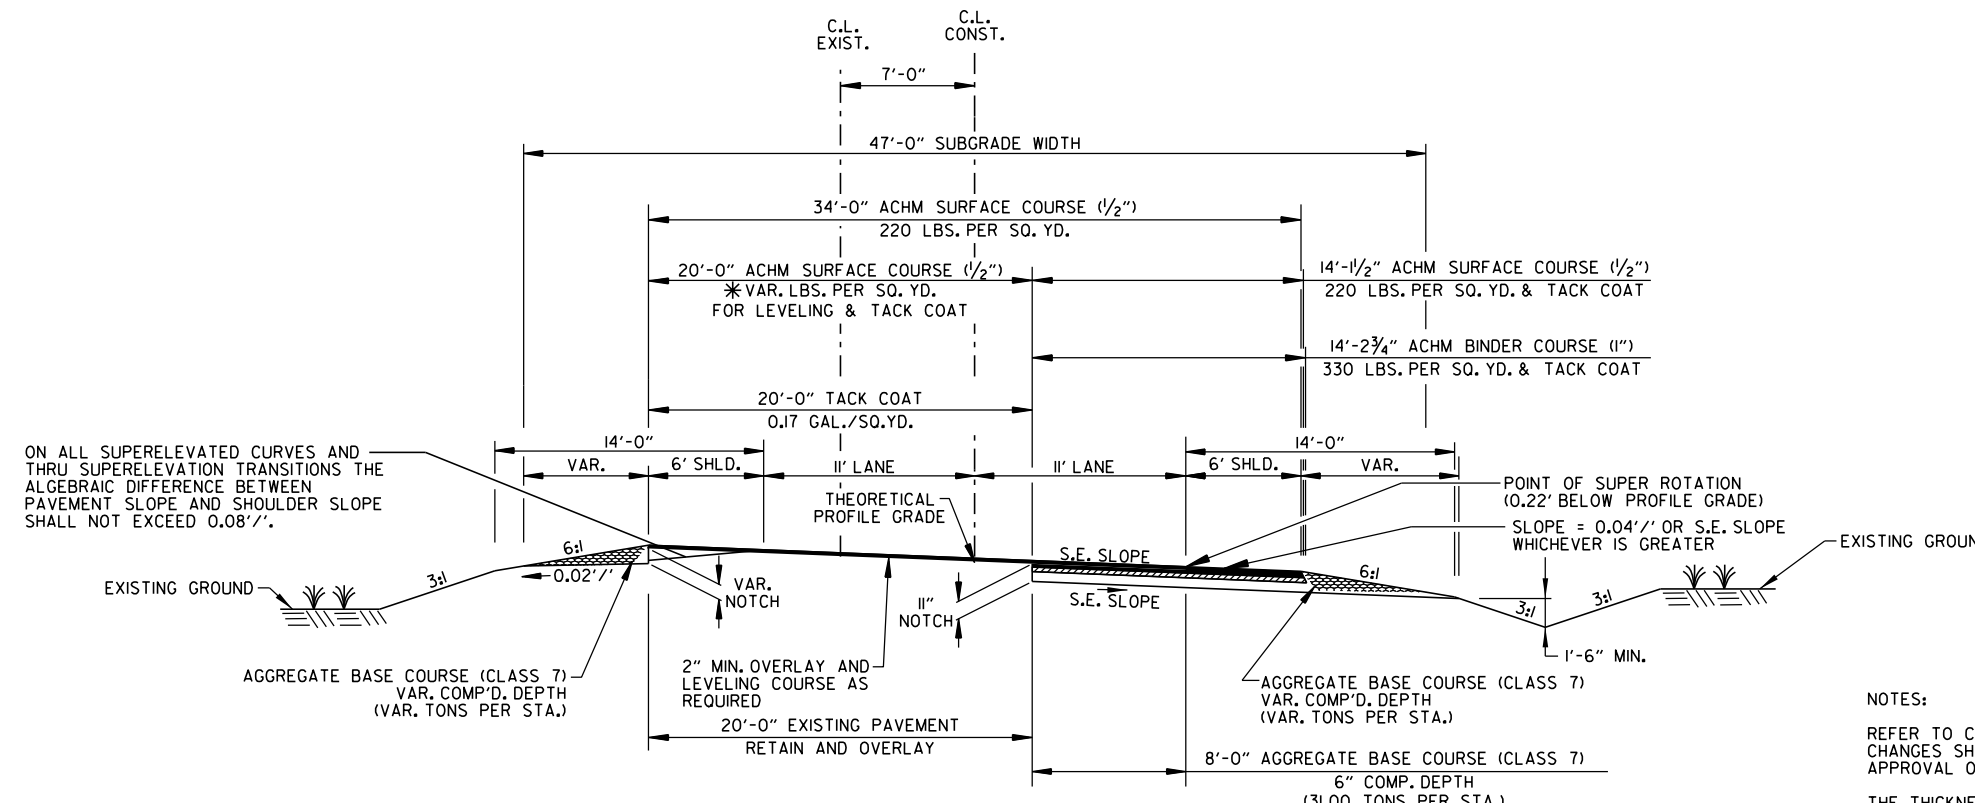 C.L.
EXIST.
C.L.
CONST.
7'-0"
47'-0" SUBGRADE WIDTH
34'-0" ACHM SURFACE COURSE (1/2")
220 LBS. PER SQ. YD.
20'-0" ACHM SURFACE COURSE (1/2")
* VAR. LBS. PER SQ. YD.
FOR LEVELING & TACK COAT
14'-1 1/2" ACHM SURFACE COURSE (1/2")
220 LBS. PER SQ. YD. & TACK COAT
14'-2 3/4" ACHM BINDER COURSE (1")
330 LBS. PER SQ. YD. & TACK COAT
20'-0" TACK COAT
0.17 GAL./SQ.YD.
14'-0"
14'-0"
VAR.
6' SHLD.
11' LANE
11' LANE
6' SHLD.
VAR.
ON ALL SUPERELEVATED CURVES AND
THRU SUPERELEVATION TRANSITIONS THE
ALGEBRAIC DIFFERENCE BETWEEN
PAVEMENT SLOPE AND SHOULDER SLOPE
SHALL NOT EXCEED 0.08'/'.
THEORETICAL
PROFILE GRADE
POINT OF SUPER ROTATION
(0.22' BELOW PROFILE GRADE)
SLOPE = 0.04'/' OR S.E. SLOPE
WHICHEVER IS GREATER
EXISTING GROUN
6:1
S.E. SLOPE
6:1
3:1
0.02'/'
EXISTING GROUND
VAR.
NOTCH
11"
NOTCH
S.E. SLOPE
3:1
3:1
1'-6" MIN.
AGGREGATE BASE COURSE (CLASS 7)
VAR. COMP'D. DEPTH
(VAR. TONS PER STA.)
2" MIN. OVERLAY AND
LEVELING COURSE AS
REQUIRED
AGGREGATE BASE COURSE (CLASS 7)
VAR. COMP'D. DEPTH
(VAR. TONS PER STA.)
20'-0" EXISTING PAVEMENT
RETAIN AND OVERLAY
8'-0" AGGREGATE BASE COURSE (CLASS 7)
6" COMP. DEPTH
(31.00 TONS PER STA.)
NOTES:
REFER TO C
CHANGES SH
APPROVAL O
THE THICKNE